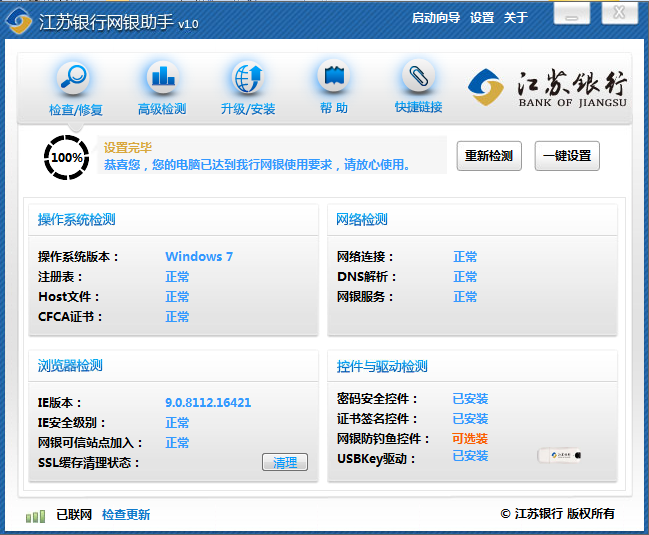 江苏银行网银助手 v1.0
启动向导 设置 关于
检查/修复 高级检测 升级/安装 帮 助 快捷链接
江苏银行
BANK OF JIANGSU
100%
设置完毕
恭喜您，您的电脑已达到我行网银使用要求，请放心使用。
重新检测 一键设置
操作系统检测
操作系统版本： Windows 7
注册表： 正常
Host文件： 正常
CFCA证书： 正常
网络检测
网络连接： 正常
DNS解析： 正常
网银服务： 正常
浏览器检测
IE版本： 9.0.8112.16421
IE安全级别： 正常
网银可信站点加入： 正常
SSL缓存清理状态： 清理
控件与驱动检测
密码安全控件： 已安装
证书签名控件： 已安装
网银防钓鱼控件： 可选装
USBKey驱动： 已安装
已联网 检查更新
© 江苏银行 版权所有